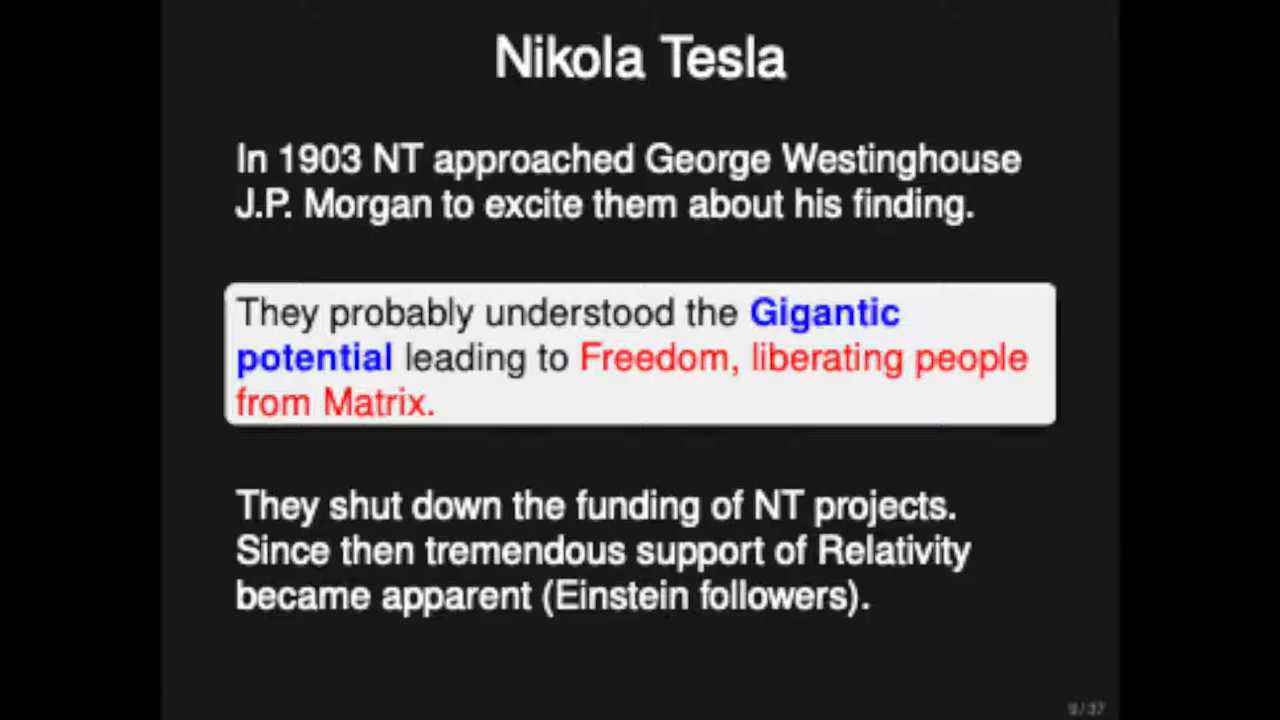 Nikola Tesla
In 1903 NT approached George Westinghouse
J.P. Morgan to excite them about his finding.
They probably understood the Gigantic
potential leading to Freedom, liberating people
from Matrix.
They shut down the funding of NT projects.
Since then tremendous support of Relativity
became apparent (Einstein followers).
9 / 37